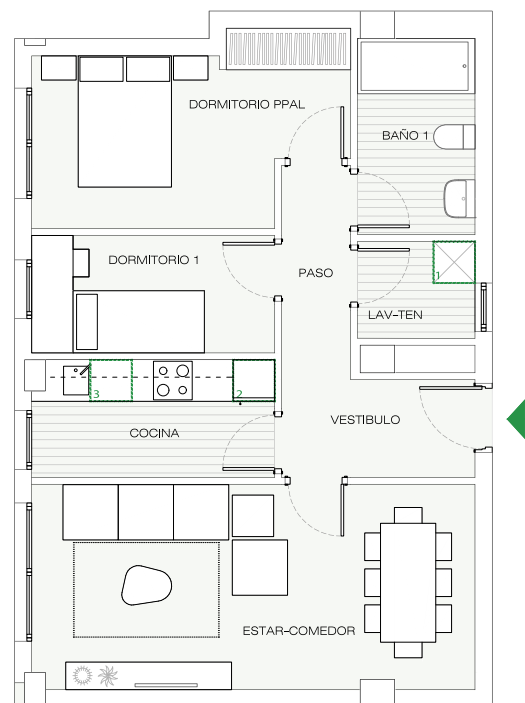 DORMITORIO PPAL
BAÑO 1
DORMITORIO 1
PASO
1
LAV-TEN
3
2
VESTIBULO
COCINA
ESTAR-COMEDOR